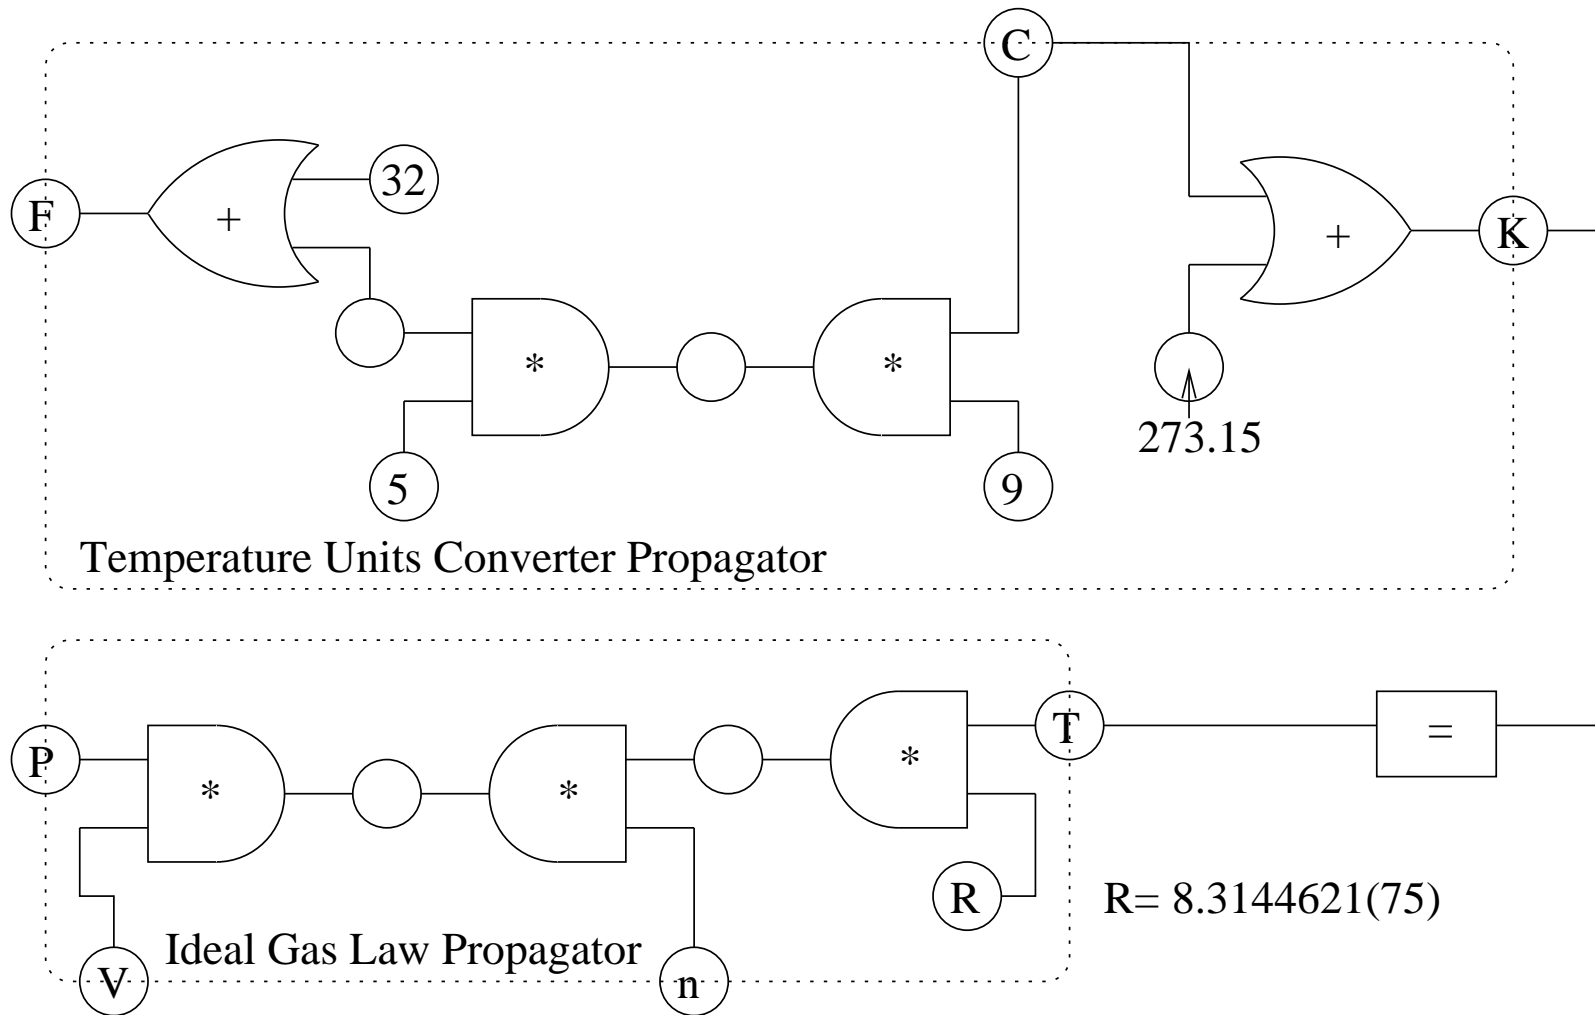 C
32
F
+
+
K
*
*
273.15
5
9
Temperature Units Converter Propagator
T
=
P
*
*
*
R
R= 8.3144621(75)
Ideal Gas Law Propagator
V
n